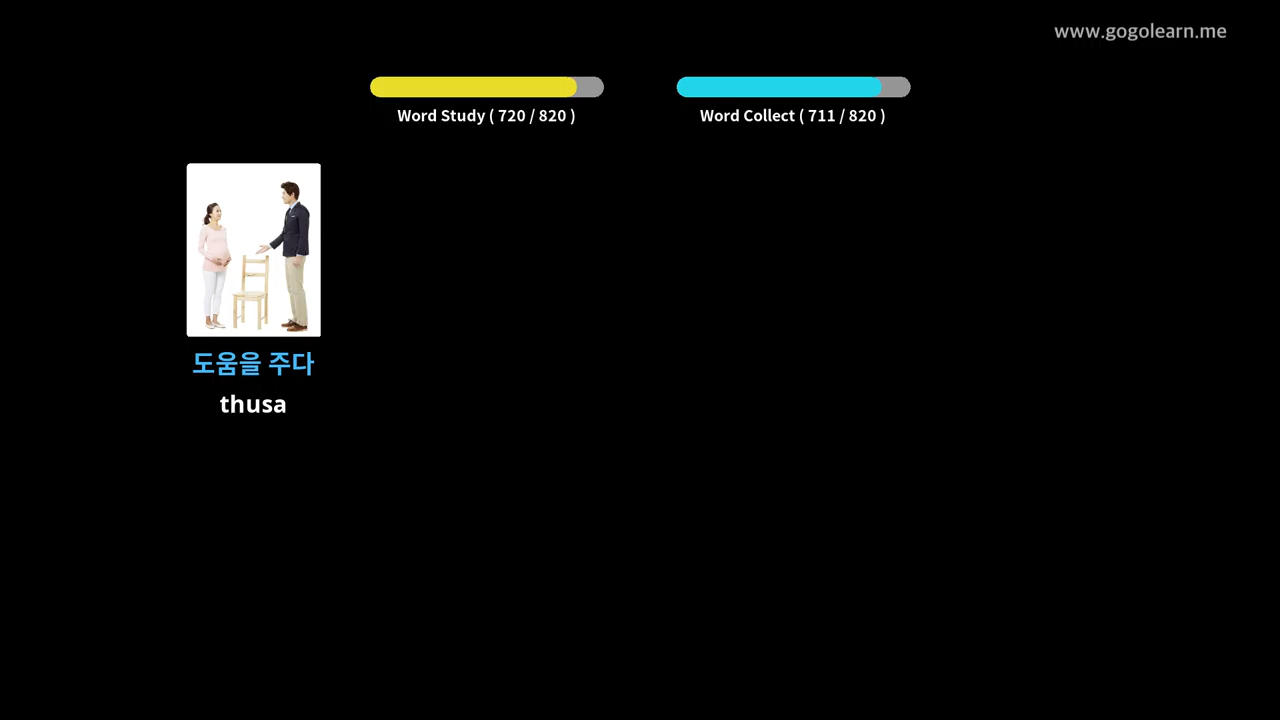 www.gogolearn.me
Word Study ( 720 / 820 )
Word Collect ( 711 / 820 )
도움을 주다
thusa